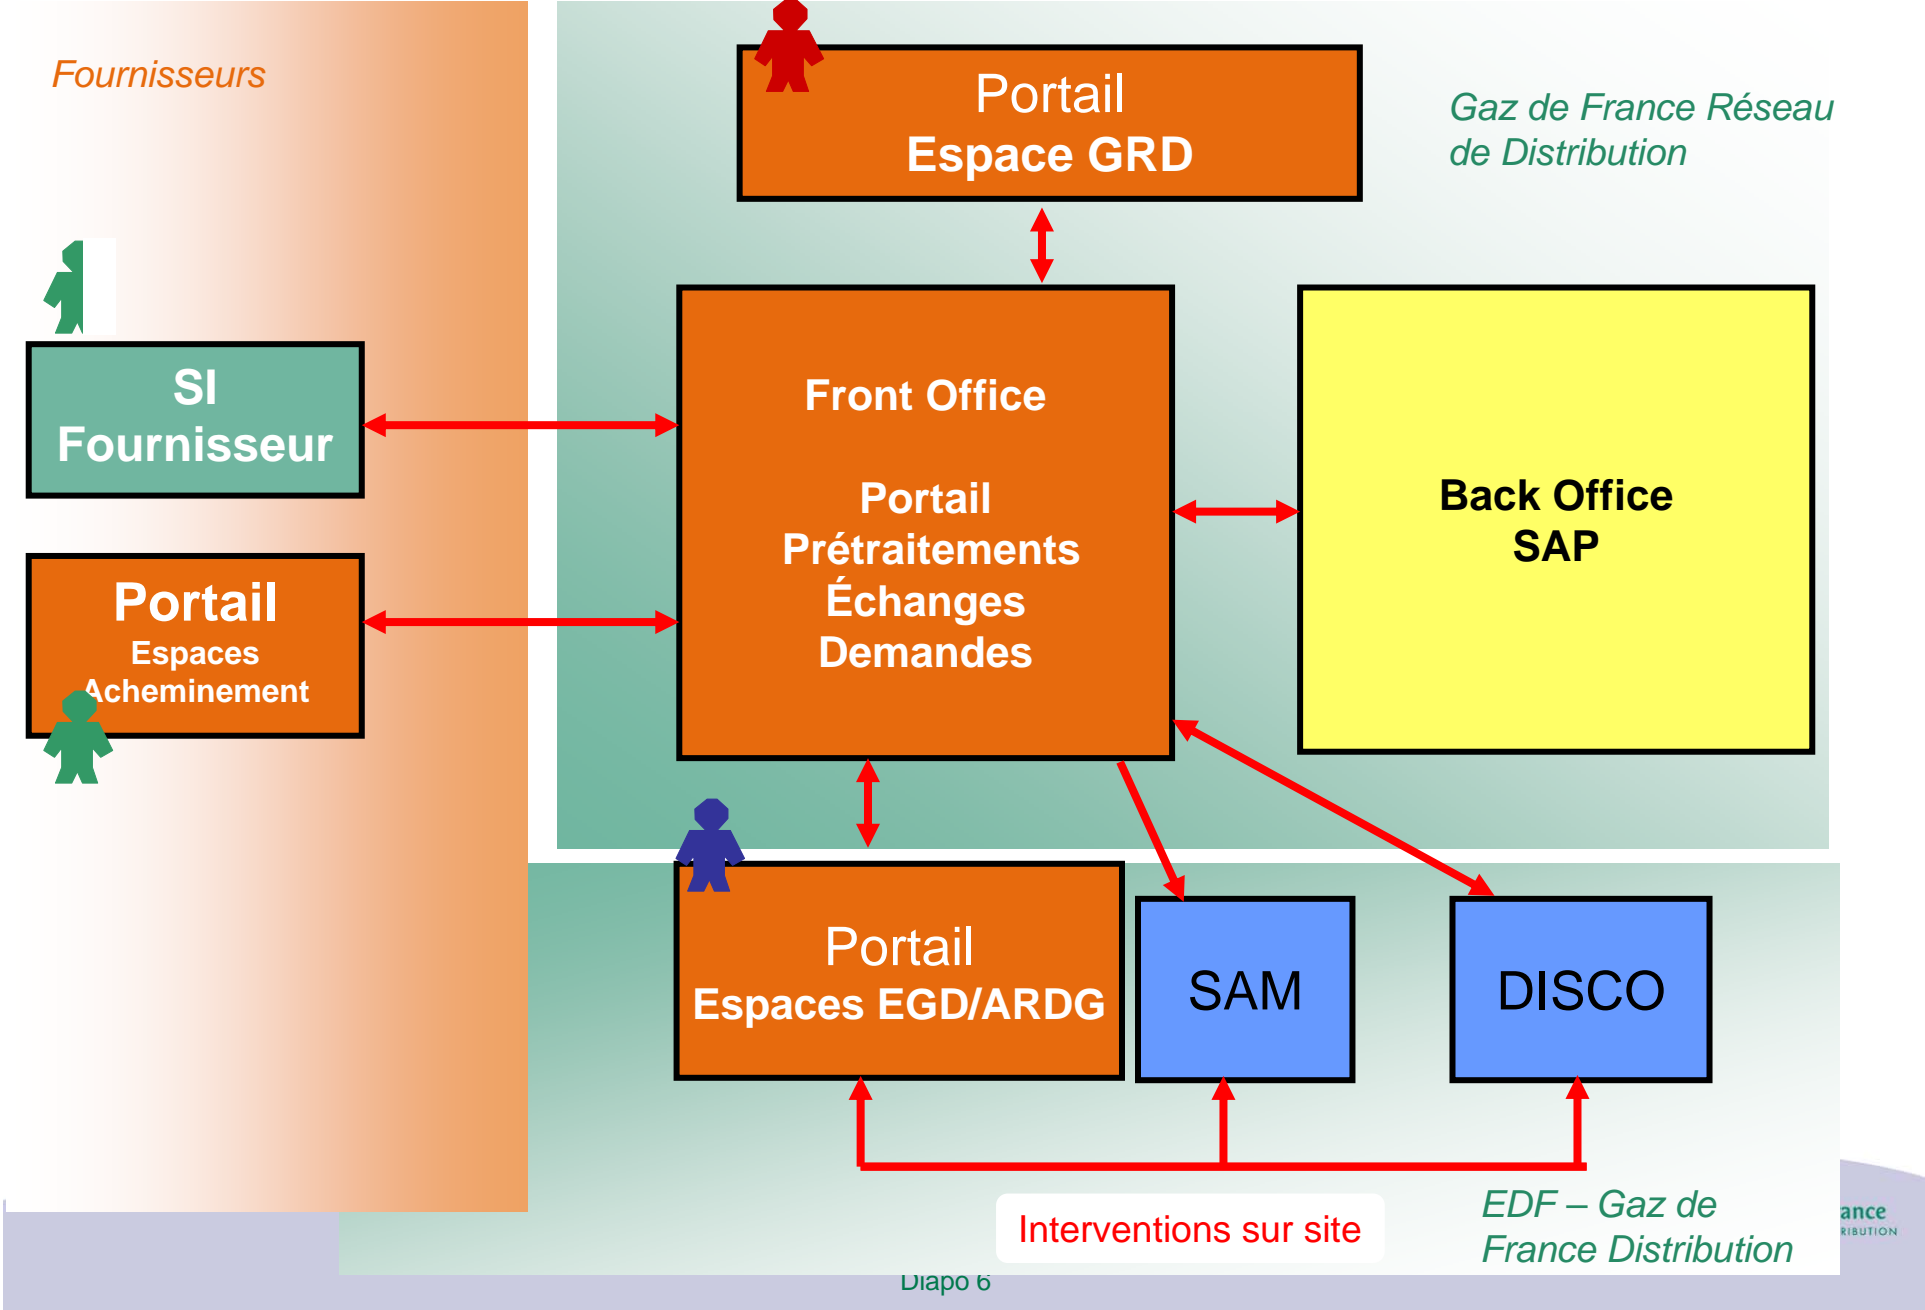 Fournisseurs
Portail
Espace GRD
Gaz de France Réseau
de Distribution
SI
Fournisseur
Front Office
Portail
Prétraitements
Échanges
Demandes
Back Office
SAP
Portail
Espaces
Acheminement
Portail
Espaces EGD/ARDG
SAM
DISCO
Interventions sur site
EDF – Gaz de
France Distribution
ance
RIBUTION
Diapo 6